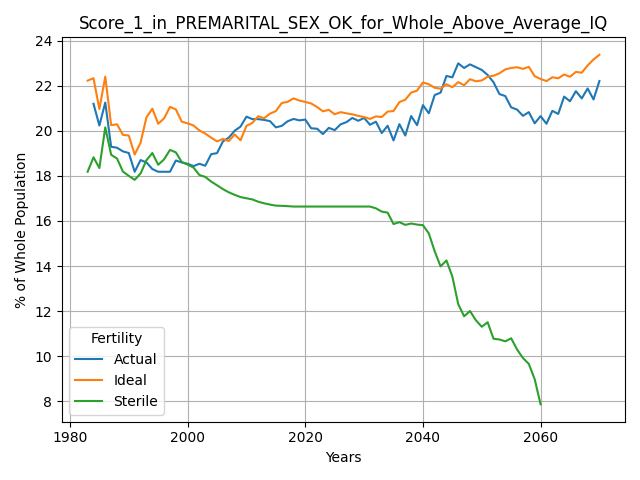 Score_1_in_PREMARITAL_SEX_OK_for_Whole_Above_Average_IQ
24
22
20
18
16
14
12
10
8
% of Whole Population
Fertility
Actual
Ideal
Sterile
1980
2000
2020
2040
2060
Years